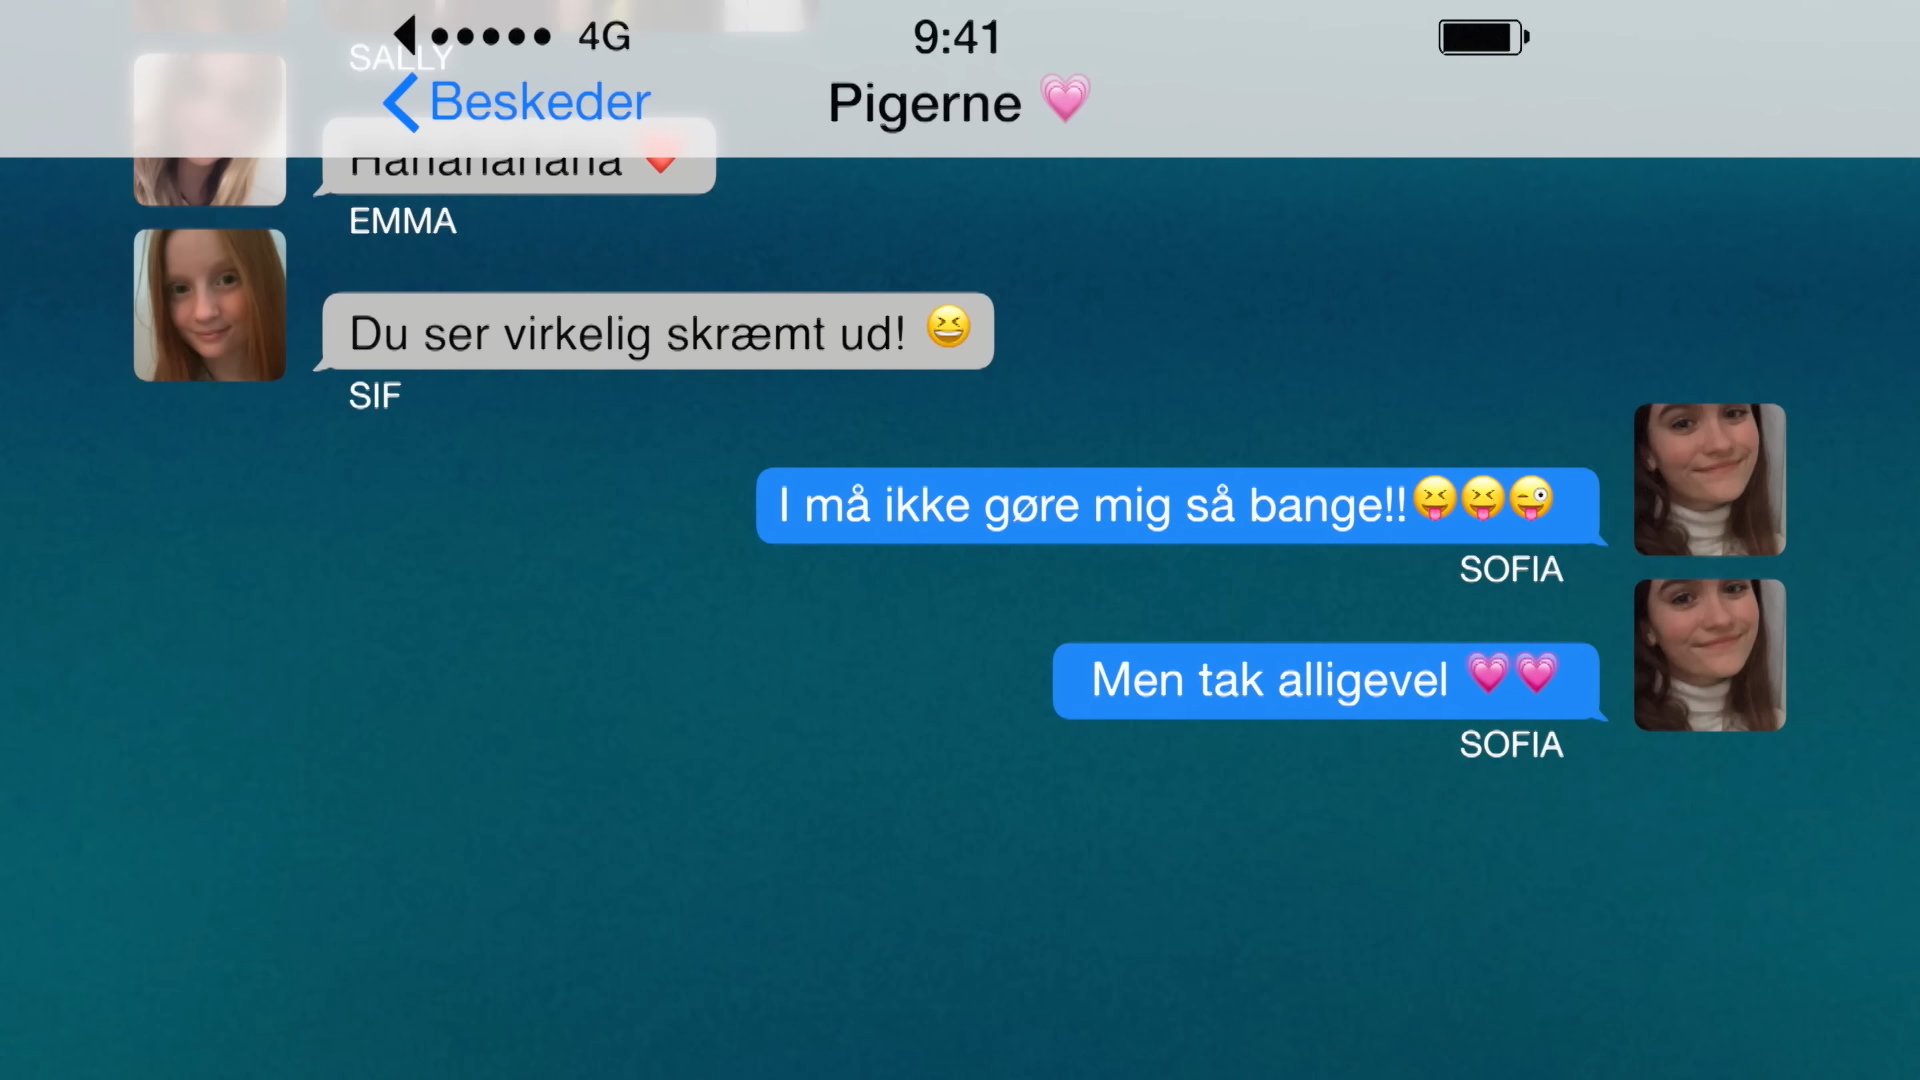 4G 9:41
SALLY
Beskeder Pigerne 💗
Hahahahaha ❤️
EMMA
Du ser virkelig skræmt ud! 😆
SIF
I må ikke gøre mig så bange!!😝😝😜
SOFIA
Men tak alligevel 💗💗
SOFIA